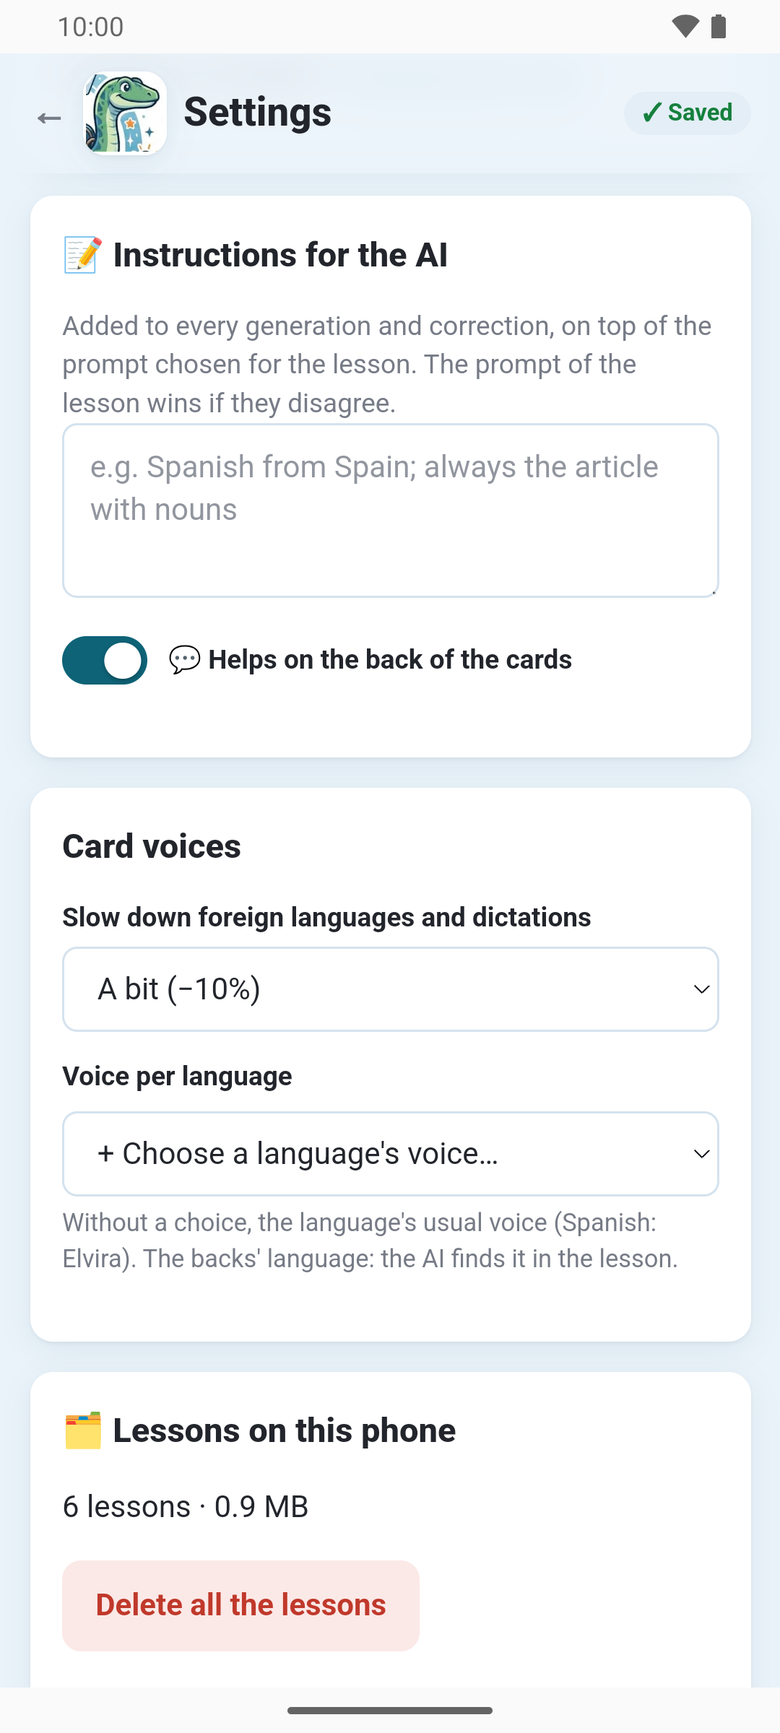 10:00
← Settings
✓ Saved
📝 Instructions for the AI
Added to every generation and correction, on top of the
prompt chosen for the lesson. The prompt of the
lesson wins if they disagree.
e.g. Spanish from Spain; always the article
with nouns
💬 Helps on the back of the cards
Card voices
Slow down foreign languages and dictations
A bit (−10%)
Voice per language
+ Choose a language's voice…
Without a choice, the language's usual voice (Spanish:
Elvira). The backs' language: the AI finds it in the lesson.
🗂️ Lessons on this phone
6 lessons · 0.9 MB
Delete all the lessons